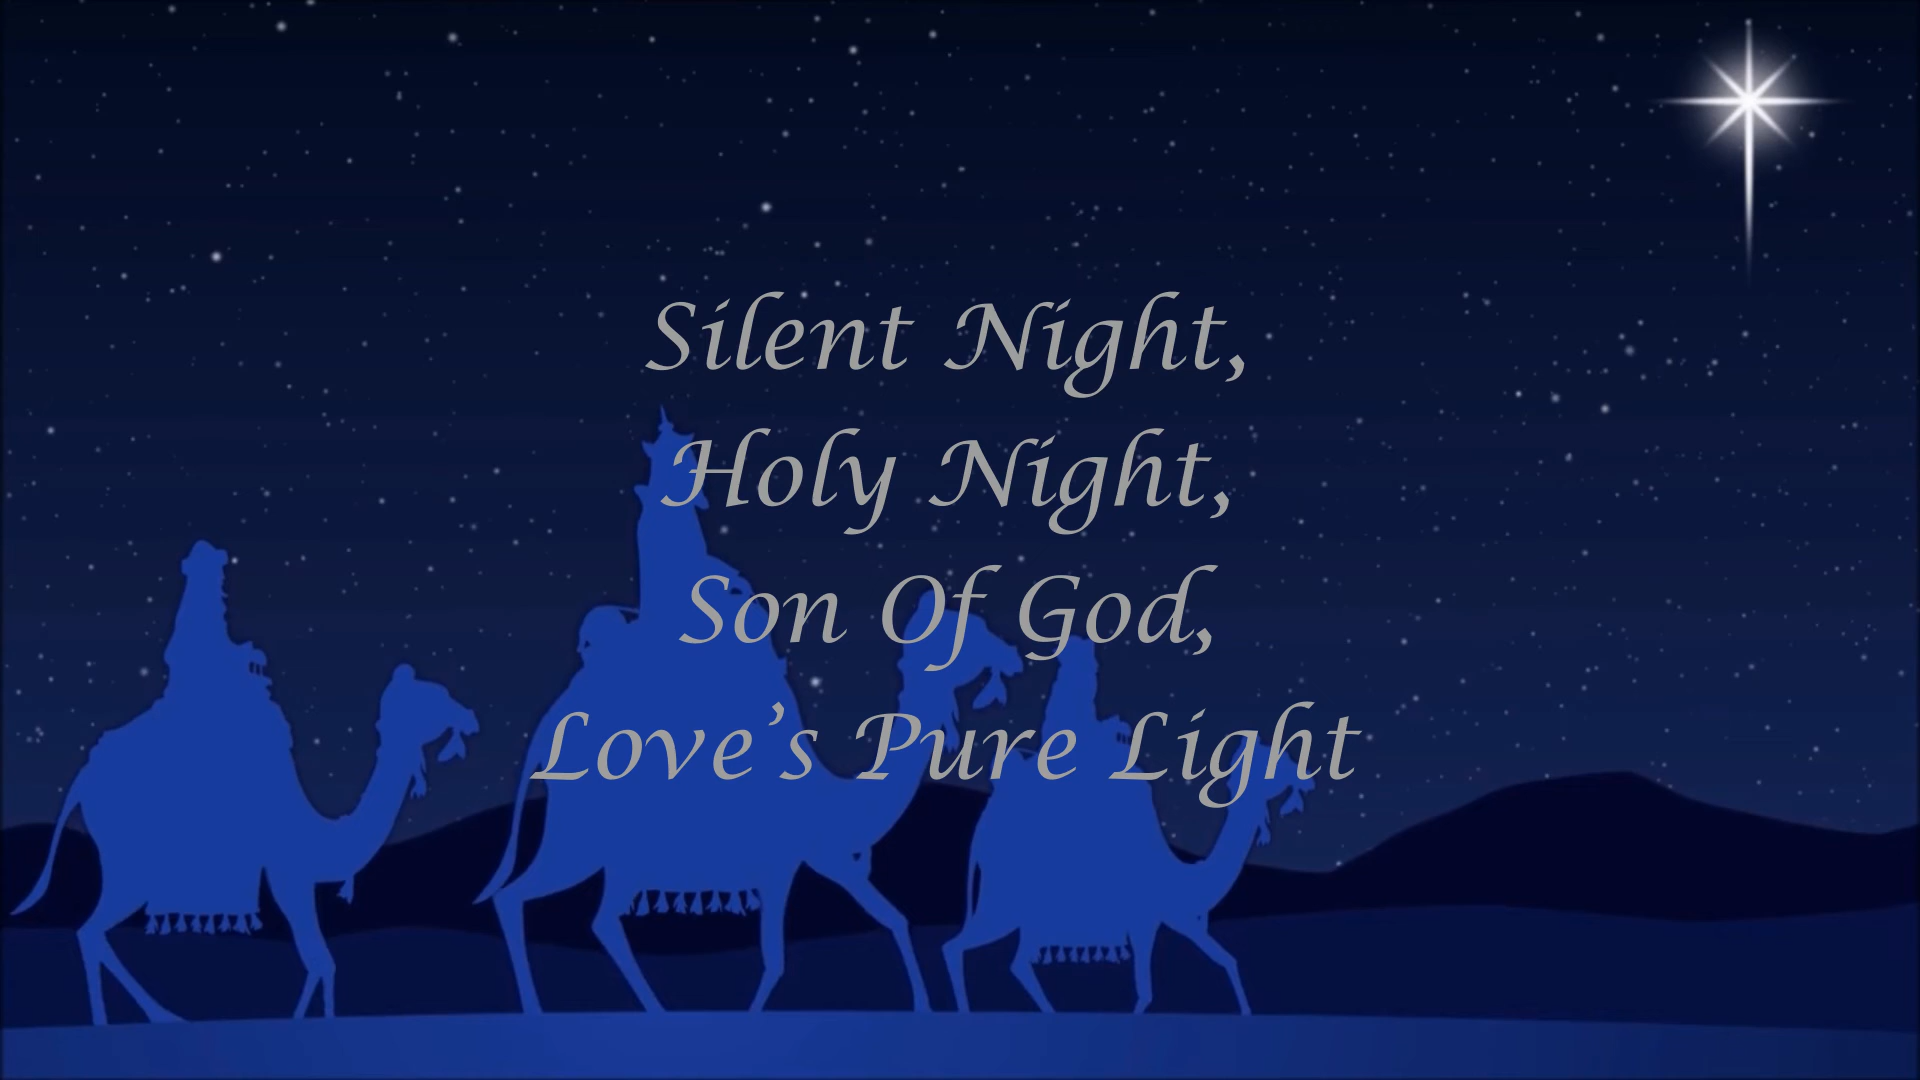 Silent Night,
Holy Night,
Son Of God,
Love’s Pure Light